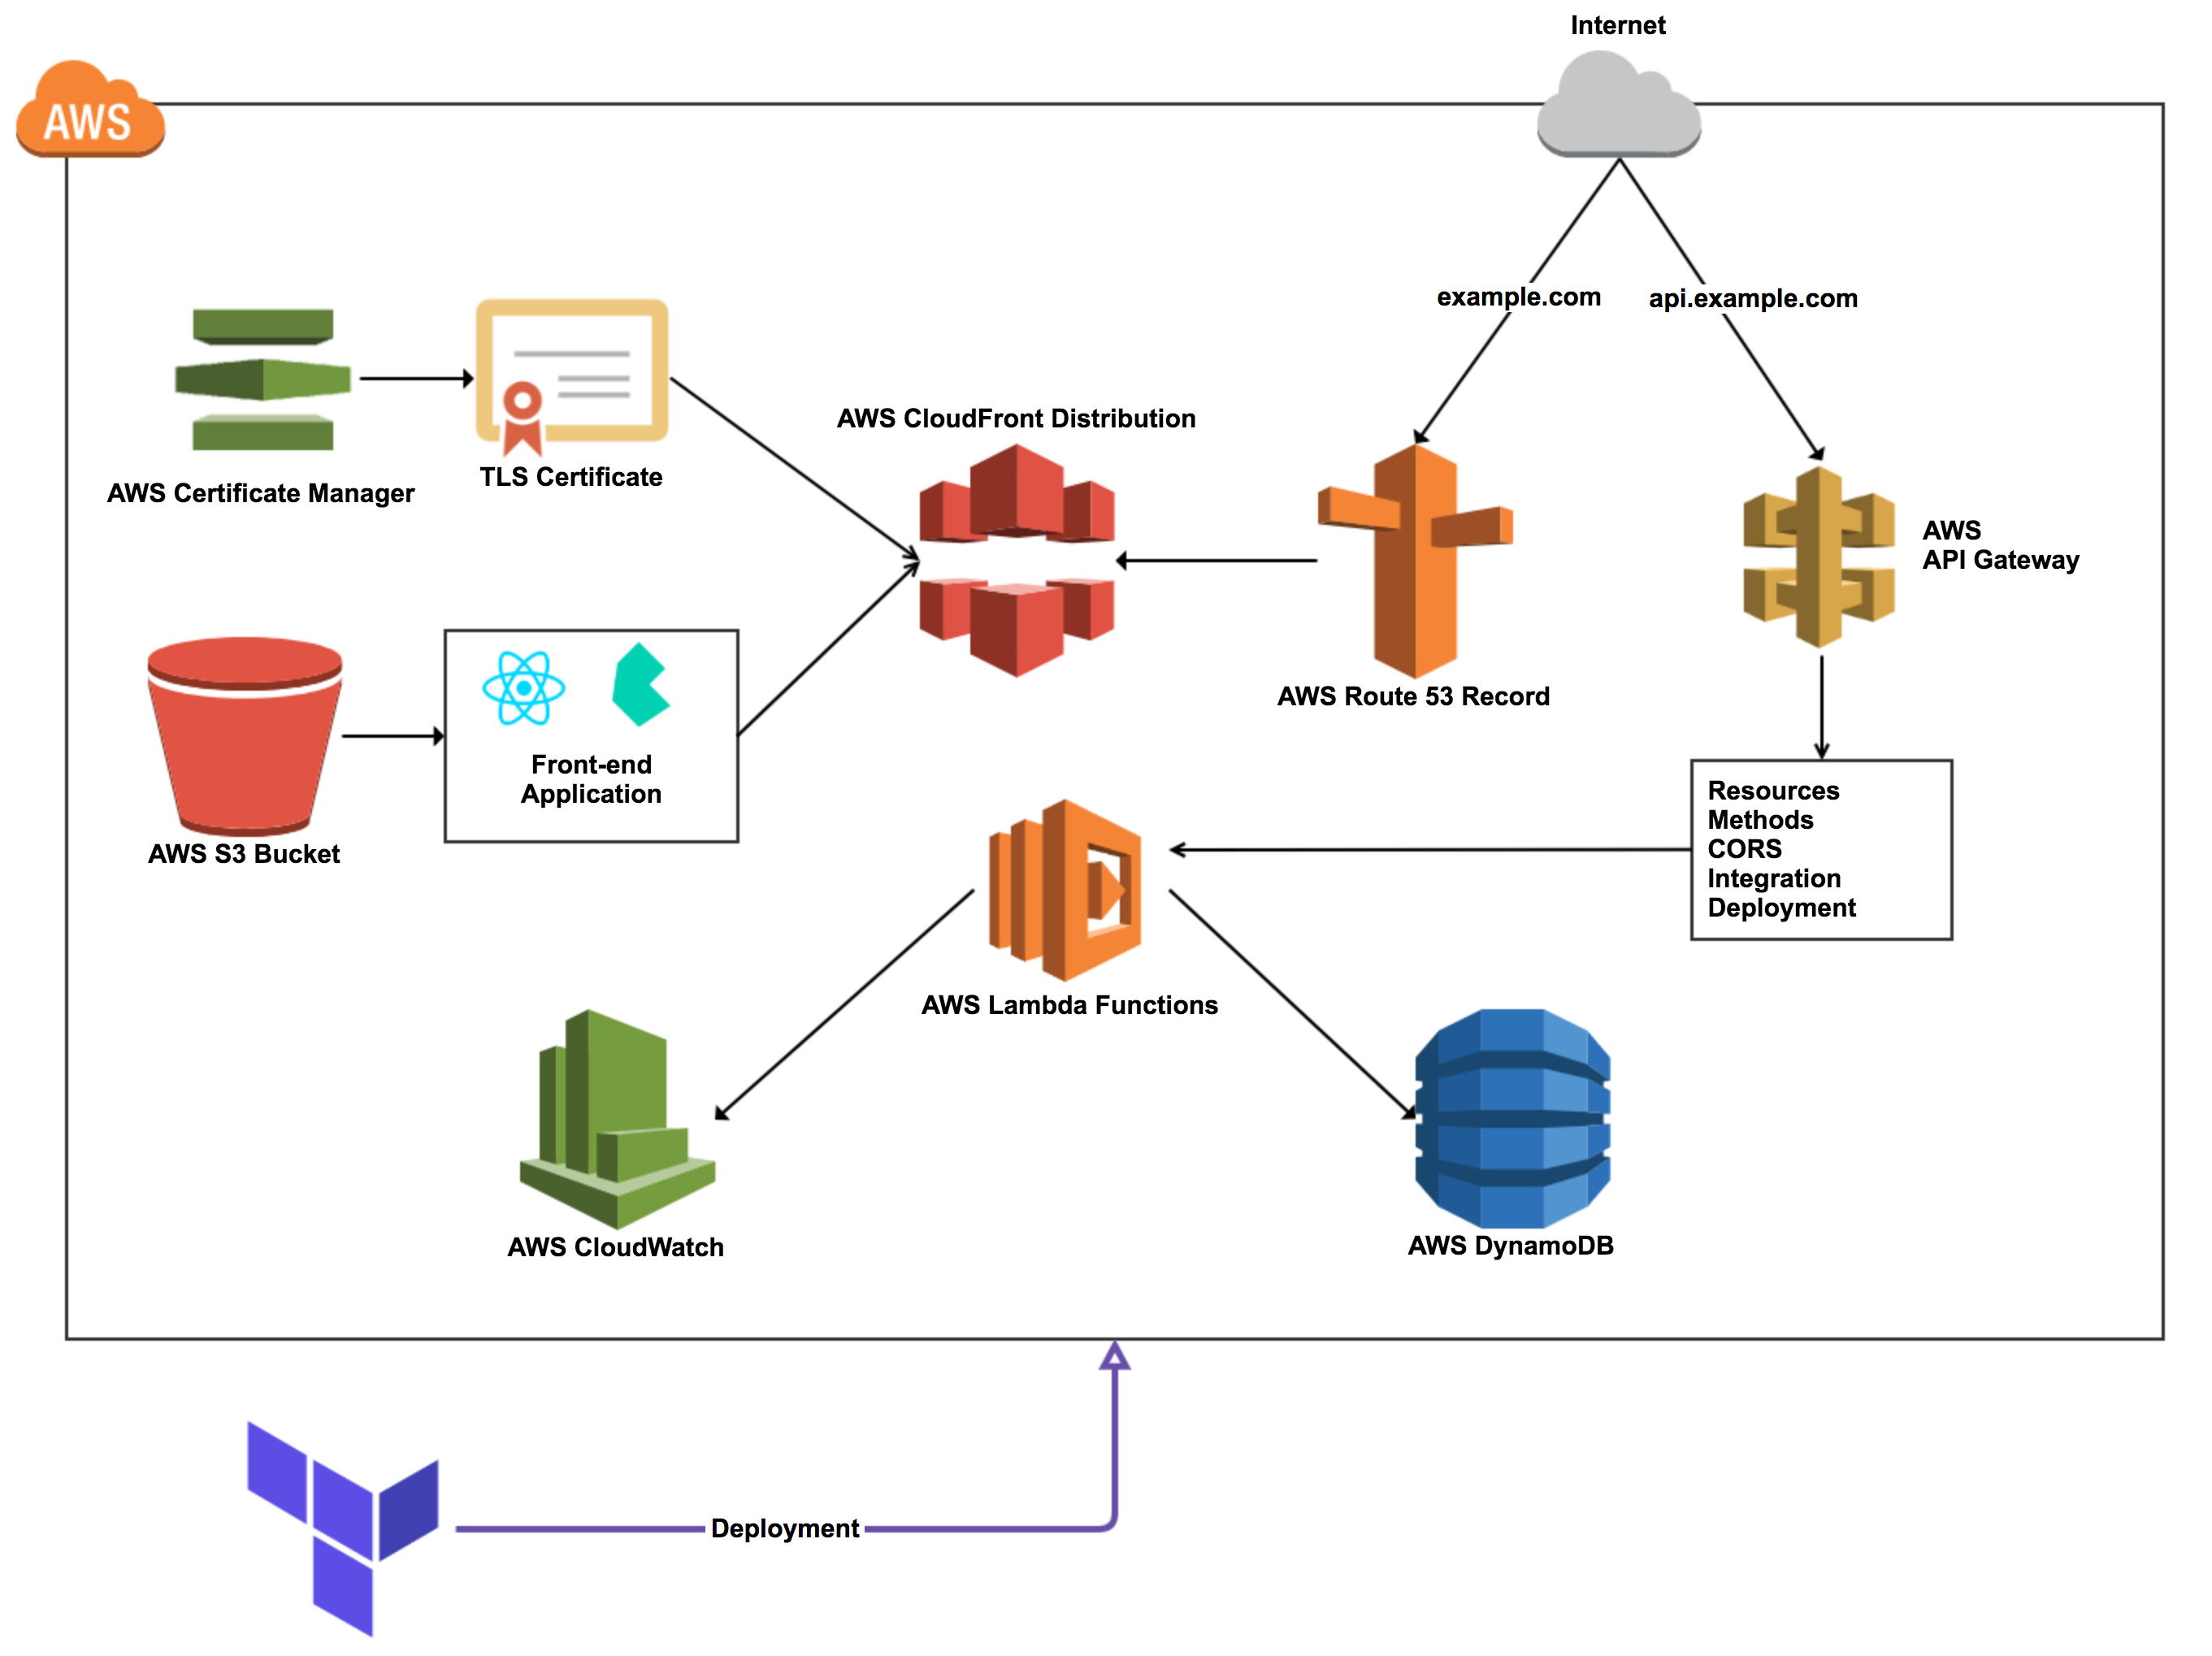 Internet
AWS
example.com
api.example.com
AWS CloudFront Distribution
TLS Certificate
AWS Certificate Manager
AWS
API Gateway
AWS Route 53 Record
Front-end
Application
AWS S3 Bucket
Resources
Methods
CORS
Integration
Deployment
AWS Lambda Functions
AWS CloudWatch
AWS DynamoDB
Deployment